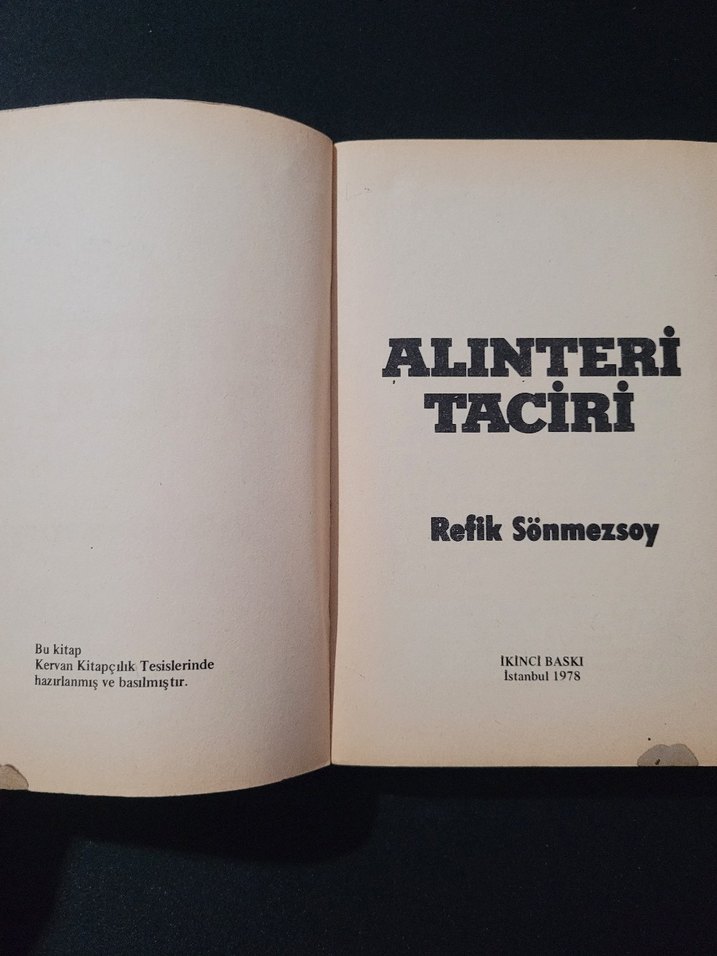 Bu kitap
Kervan Kitapçılık Tesislerinde
hazırlanmış ve basılmıştır.
ALINTERİ
TACİRİ
Refik Sönmezsoy
İKİNCİ BASKI
İstanbul 1978